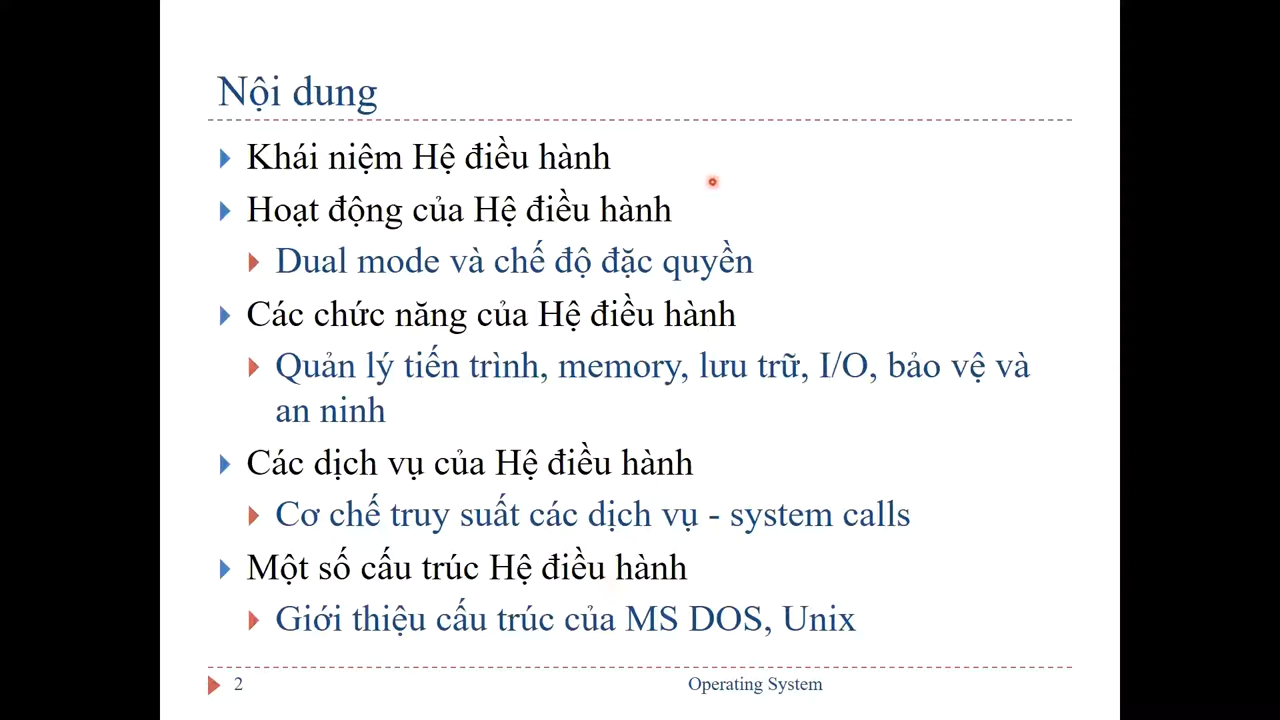 Nội dung
Khái niệm Hệ điều hành
Hoạt động của Hệ điều hành
Dual mode và chế độ đặc quyền
Các chức năng của Hệ điều hành
Quản lý tiến trình, memory, lưu trữ, I/O, bảo vệ và
an ninh
Các dịch vụ của Hệ điều hành
Cơ chế truy suất các dịch vụ - system calls
Một số cấu trúc Hệ điều hành
Giới thiệu cấu trúc của MS DOS, Unix
2
Operating System